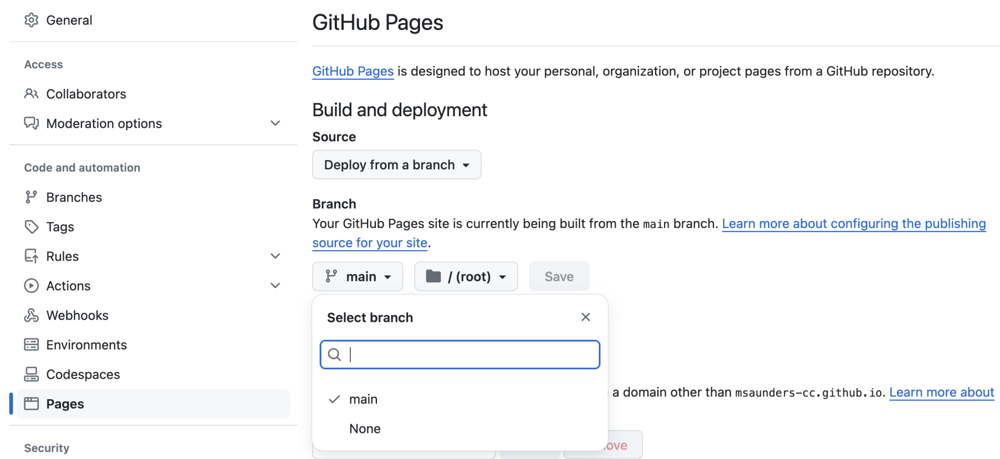 General
Access
Collaborators
Moderation options
Code and automation
Branches
Tags
Rules
Actions
Webhooks
Environments
Codespaces
Pages
Security
GitHub Pages
GitHub Pages is designed to host your personal, organization, or project pages from a GitHub repository.
Build and deployment
Source
Deploy from a branch
Branch
Your GitHub Pages site is currently being built from the main branch. Learn more about configuring the publishing
source for your site.
main
/ (root)
Save
Select branch
main
None
a domain other than msaunders-cc.github.io. Learn more about